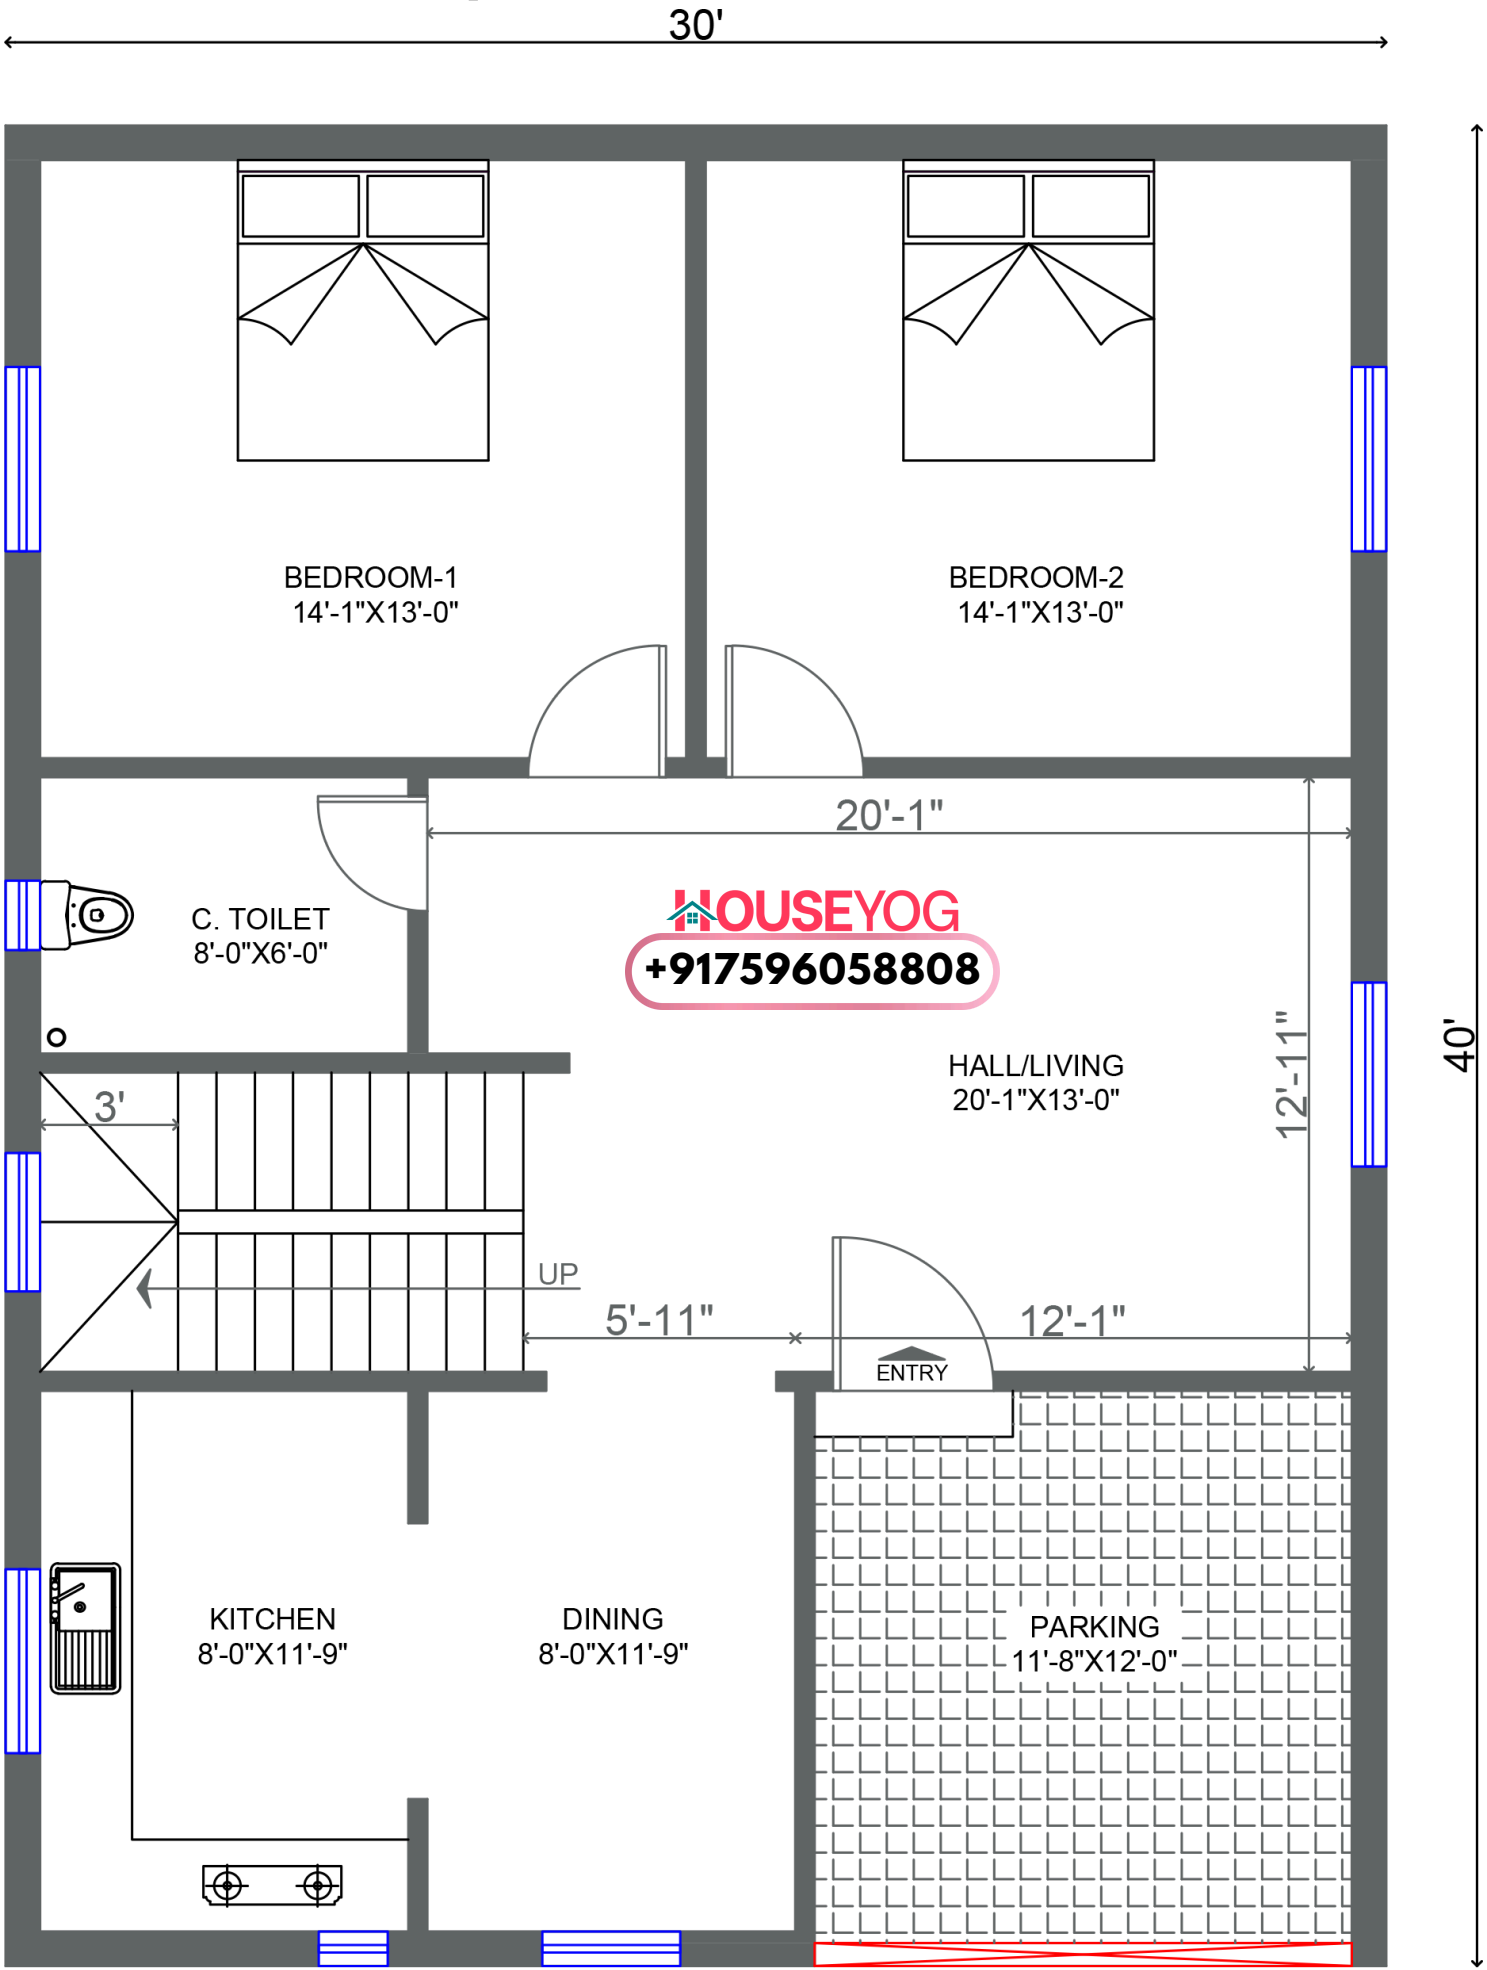 30'
BEDROOM-1
14'-1"X13'-0"
BEDROOM-2
14'-1"X13'-0"
20'-1"
HOUSEYOG
+917596058808
C. TOILET
8'-0"X6'-0"
HALL/LIVING
20'-1"X13'-0"
12'-11"
40'
3'
UP
5'-11"
12'-1"
ENTRY
KITCHEN
8'-0"X11'-9"
DINING
8'-0"X11'-9"
PARKING
11'-8"X12'-0"